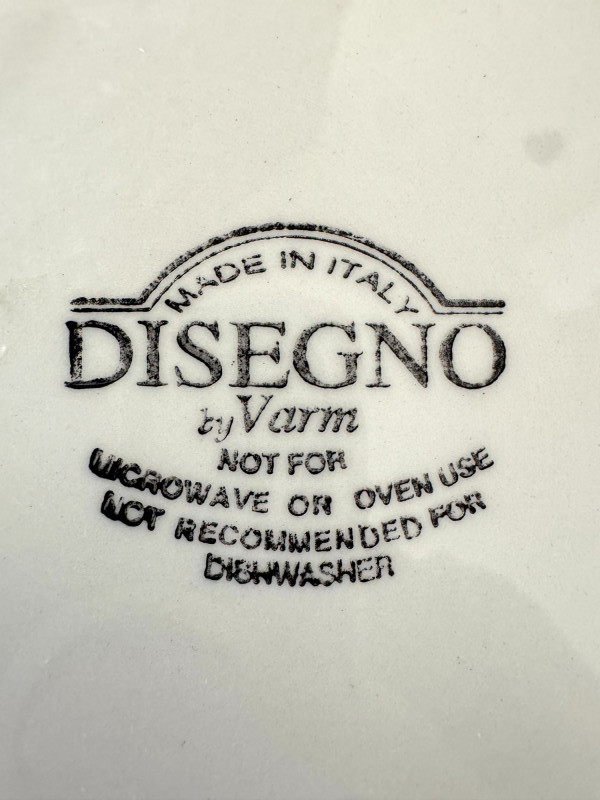 MADE IN ITALY
DISEGNO
by Varm
NOT FOR
MICROWAVE OR OVEN USE
NOT RECOMMENDED FOR
DISHWASHER